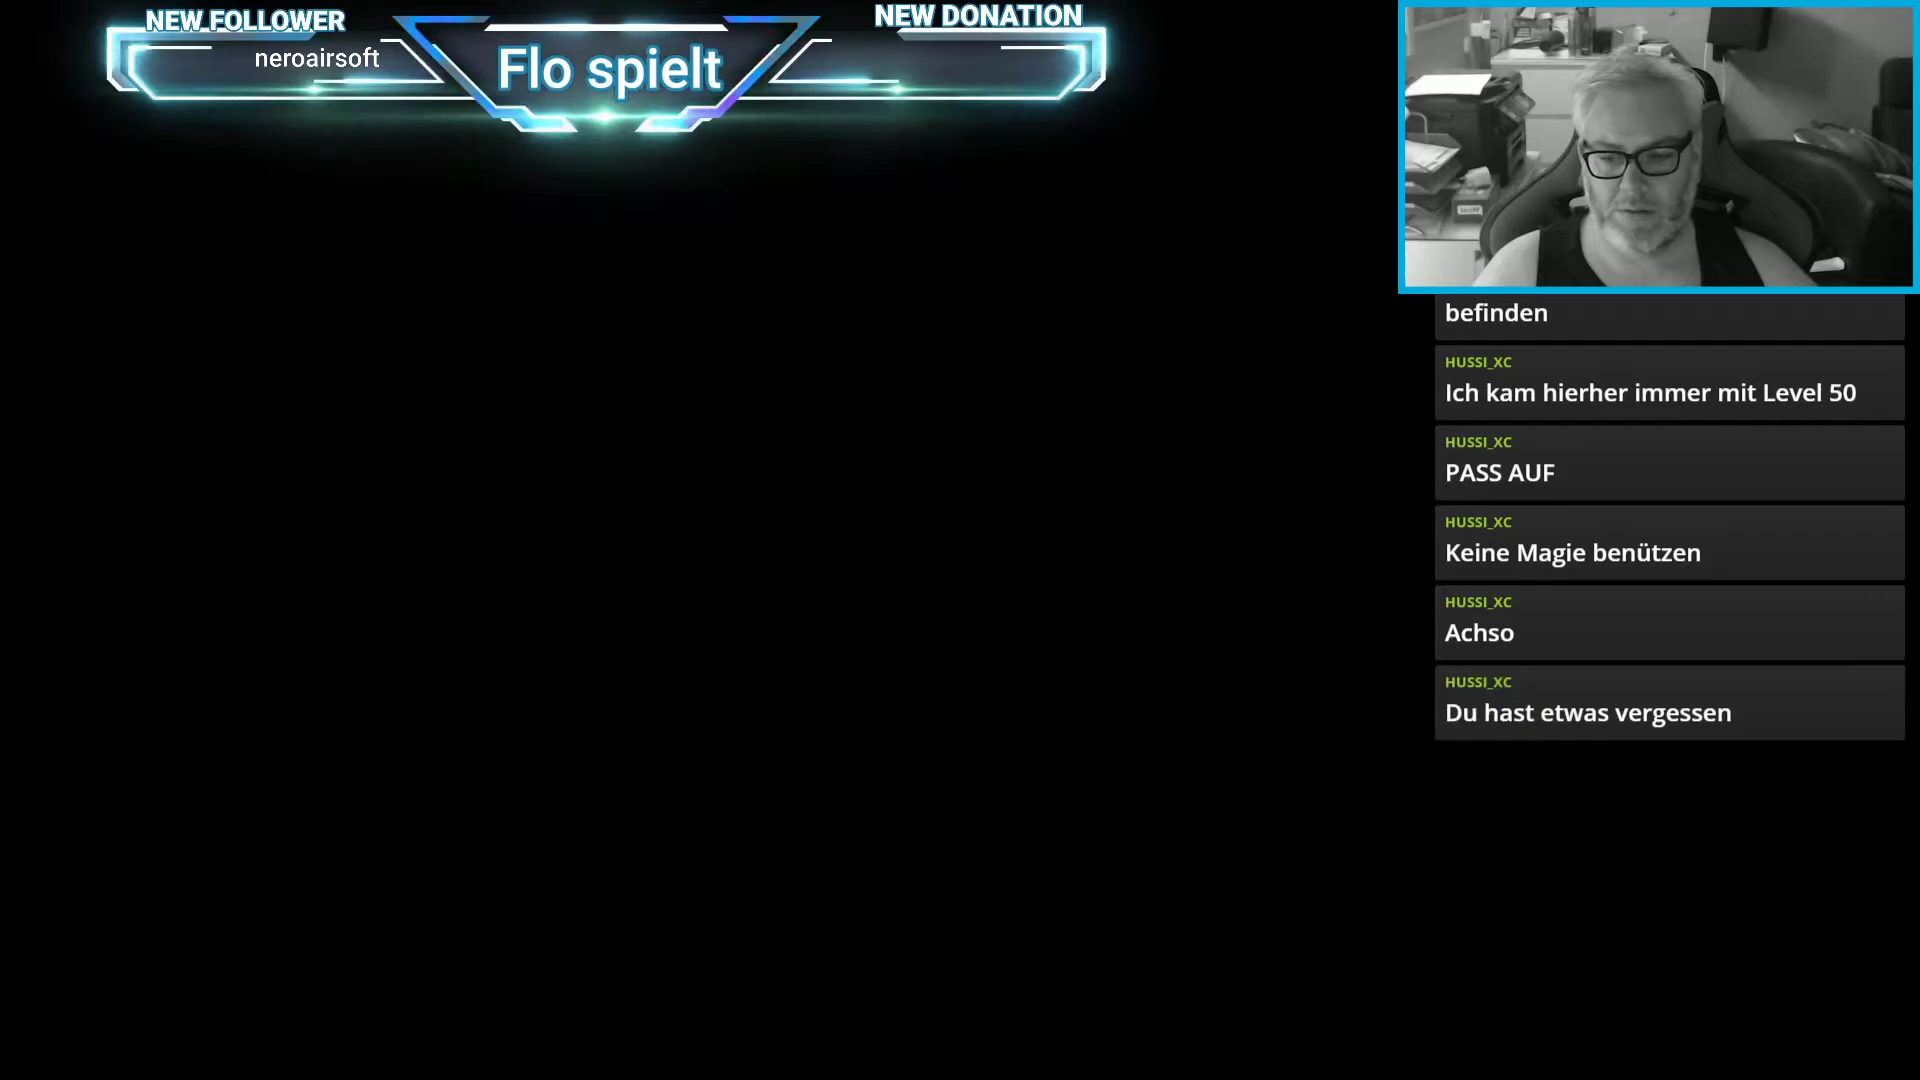 NEW FOLLOWER
neroairsoft
Flo spielt
NEW DONATION
befinden
HUSSI_XC
Ich kam hierher immer mit Level 50
HUSSI_XC
PASS AUF
HUSSI_XC
Keine Magie benützen
HUSSI_XC
Achso
HUSSI_XC
Du hast etwas vergessen